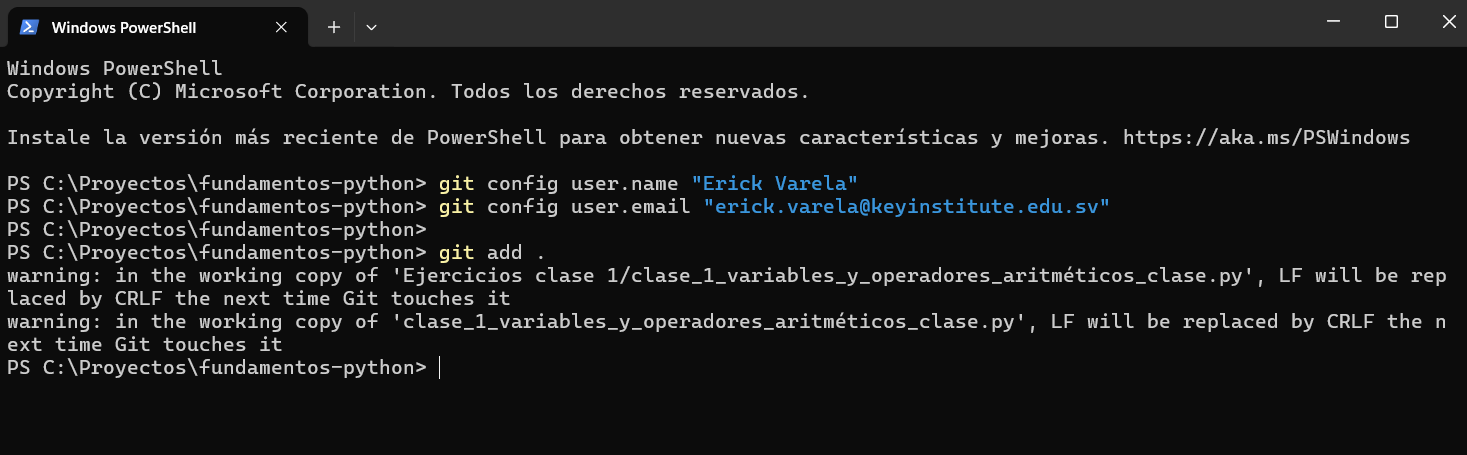 Windows PowerShell
Windows PowerShell
Copyright (C) Microsoft Corporation. Todos los derechos reservados.
Instale la versión más reciente de PowerShell para obtener nuevas características y mejoras. https://aka.ms/PSWindows
PS C:\Proyectos\fundamentos-python> git config user.name "Erick Varela"
PS C:\Proyectos\fundamentos-python> git config user.email "erick.varela@keyinstitute.edu.sv"
PS C:\Proyectos\fundamentos-python>
PS C:\Proyectos\fundamentos-python> git add .
warning: in the working copy of 'Ejercicios clase 1/clase_1_variables_y_operadores_aritméticos_clase.py', LF will be rep
laced by CRLF the next time Git touches it
warning: in the working copy of 'clase_1_variables_y_operadores_aritméticos_clase.py', LF will be replaced by CRLF the n
ext time Git touches it
PS C:\Proyectos\fundamentos-python>